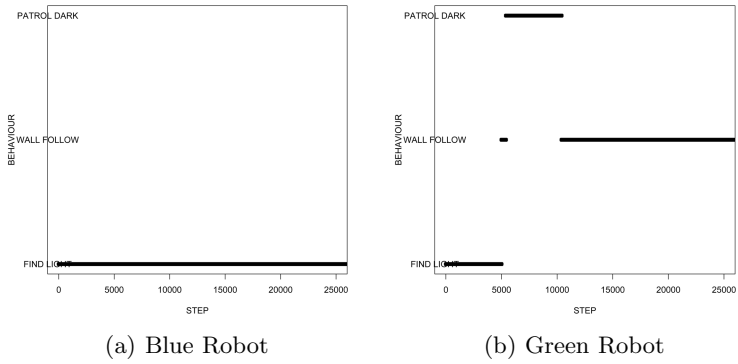 PATROL DARK
WALL FOLLOW
FIND LIGHT
BEHAVIOUR
0 5000 10000 15000 20000 25000
STEP
(a) Blue Robot
PATROL DARK
WALL FOLLOW
FIND LIGHT
BEHAVIOUR
0 5000 10000 15000 20000 25000
STEP
(b) Green Robot